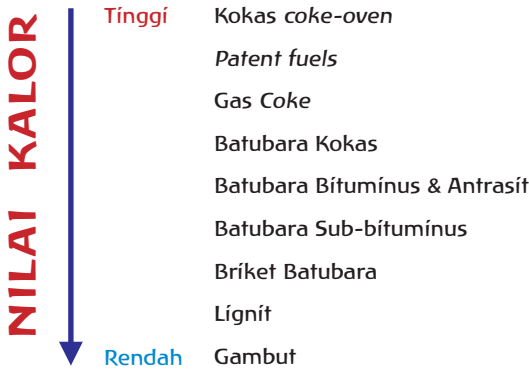 NILAI KALOR
Tinggi Kokas coke-oven
Patent fuels
Gas Coke
Batubara Kokas
Batubara Bituminus & Antrasit
Batubara Sub-bituminus
Briket Batubara
Lignit
Rendah Gambut